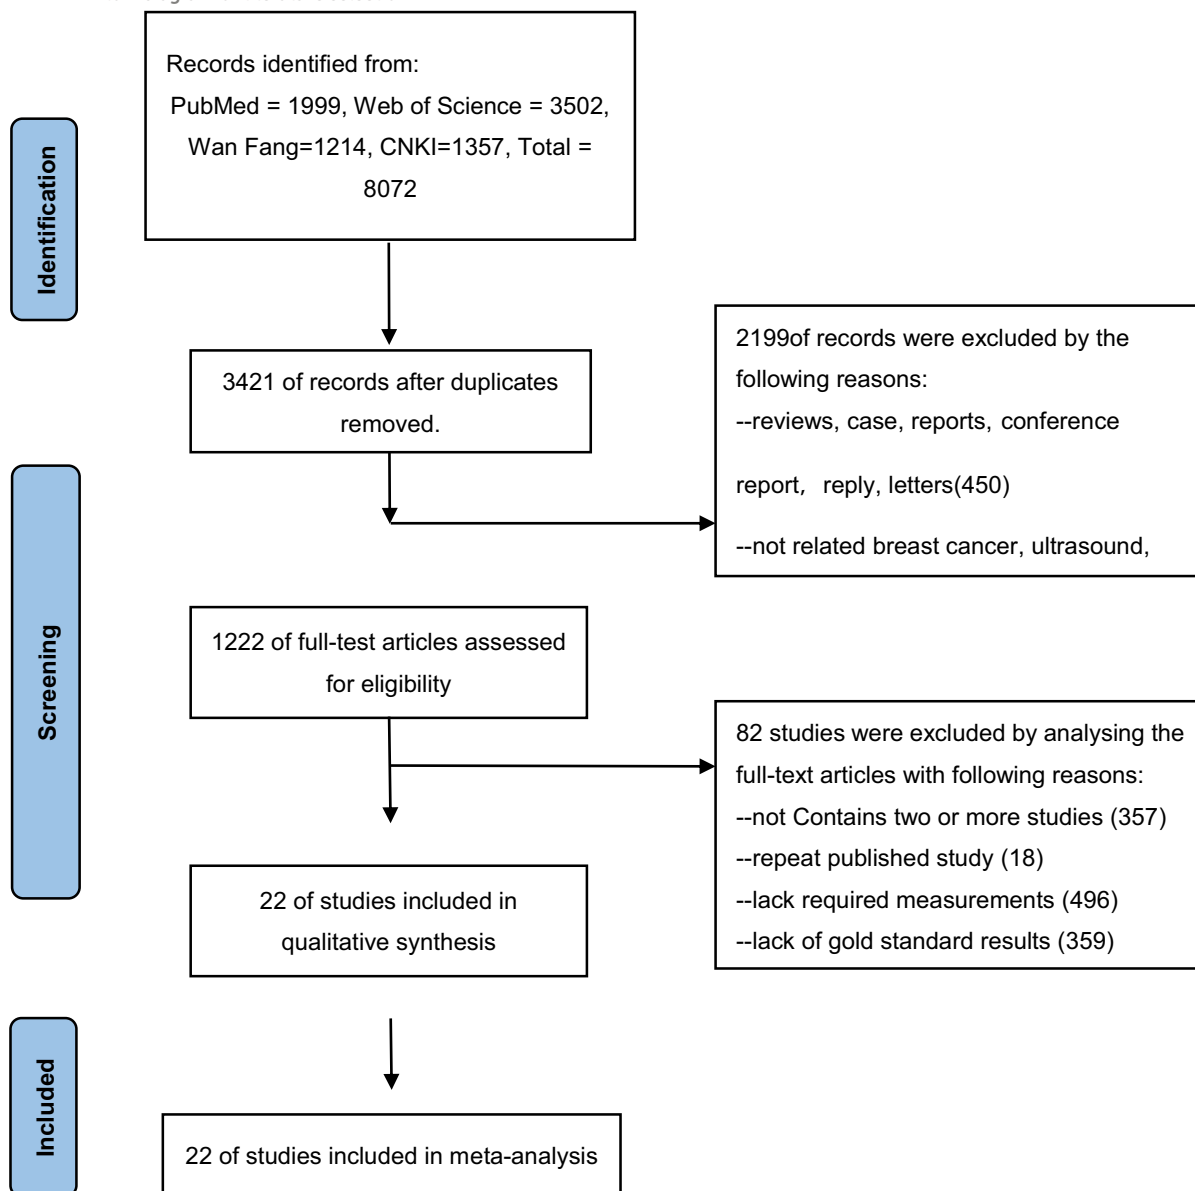 Records identified from:
PubMed = 1999, Web of Science = 3502,
Wan Fang=1214, CNKI=1357, Total =
8072
Identification
3421 of records after duplicates
removed.
2199of records were excluded by the
following reasons:
--reviews, case, reports, conference
report, reply, letters(450)
--not related breast cancer, ultrasound,
Screening
1222 of full-test articles assessed
for eligibility
82 studies were excluded by analysing the
full-text articles with following reasons:
--not Contains two or more studies (357)
--repeat published study (18)
--lack required measurements (496)
--lack of gold standard results (359)
22 of studies included in
qualitative synthesis
Included
22 of studies included in meta-analysis